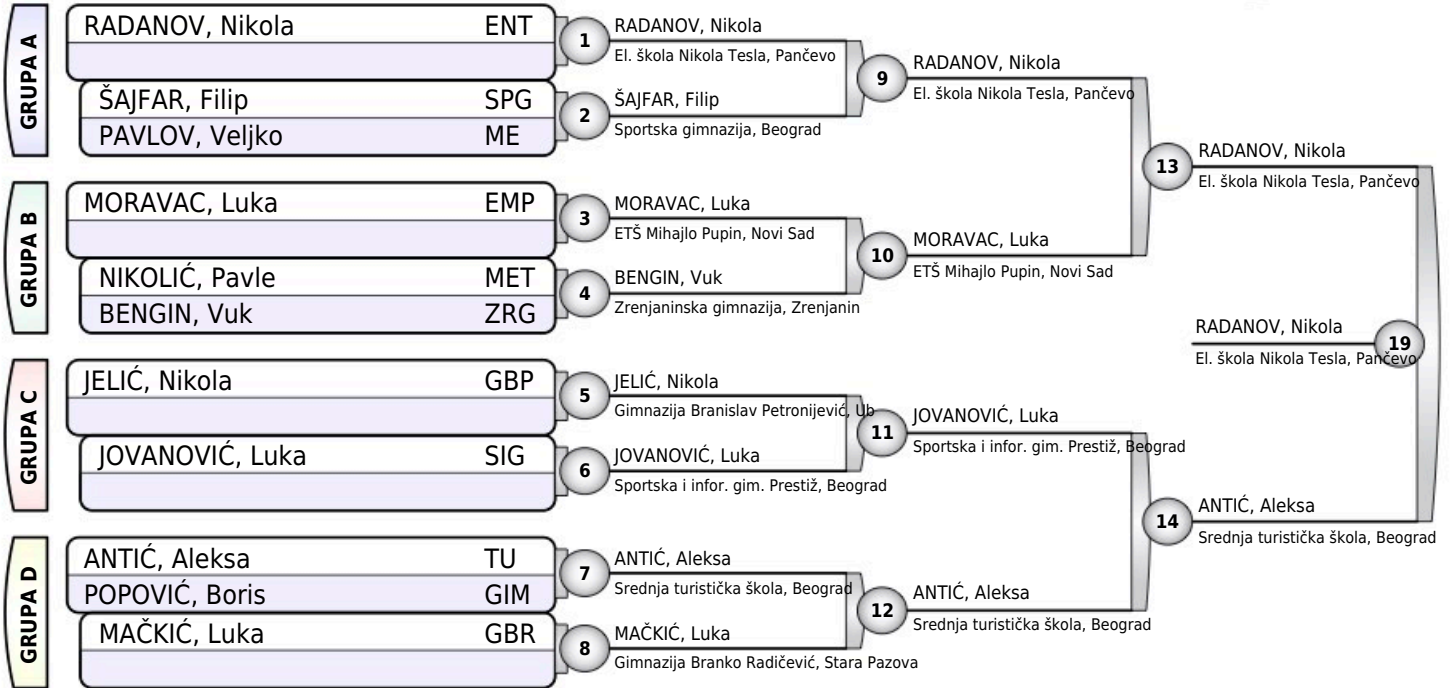 GRUPA A
RADANOV, Nikola ENT
ŠAJFAR, Filip SPG
PAVLOV, Veljko ME
GRUPA B
MORAVAC, Luka EMP
NIKOLIĆ, Pavle MET
BENGIN, Vuk ZRG
GRUPA C
JELIĆ, Nikola GBP
JOVANOVIĆ, Luka SIG
GRUPA D
ANTIĆ, Aleksa TU
POPOVIĆ, Boris GIM
MAČKIĆ, Luka GBR
1
RADANOV, Nikola
El. škola Nikola Tesla, Pančevo
2
ŠAJFAR, Filip
Sportska gimnazija, Beograd
3
MORAVAC, Luka
ETŠ Mihajlo Pupin, Novi Sad
4
BENGIN, Vuk
Zrenjaninska gimnazija, Zrenjanin
5
JELIĆ, Nikola
Gimnazija Branislav Petronijević, Ub
6
JOVANOVIĆ, Luka
Sportska i infor. gim. Prestiž, Beograd
7
ANTIĆ, Aleksa
Srednja turistička škola, Beograd
8
MAČKIĆ, Luka
Gimnazija Branko Radičević, Stara Pazova
9
RADANOV, Nikola
El. škola Nikola Tesla, Pančevo
10
MORAVAC, Luka
ETŠ Mihajlo Pupin, Novi Sad
11
JOVANOVIĆ, Luka
Sportska i infor. gim. Prestiž, Beograd
12
ANTIĆ, Aleksa
Srednja turistička škola, Beograd
13
RADANOV, Nikola
El. škola Nikola Tesla, Pančevo
14
ANTIĆ, Aleksa
Srednja turistička škola, Beograd
RADANOV, Nikola
El. škola Nikola Tesla, Pančevo
19